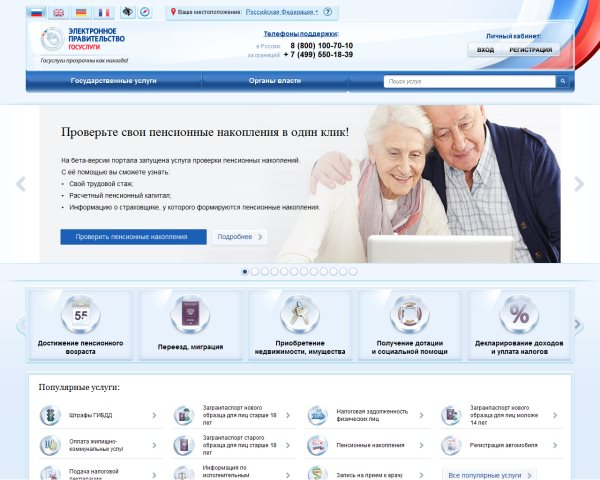 Ваше местоположение: Российская Федерация ?
ЭЛЕКТРОННОЕ
ПРАВИТЕЛЬСТВО
ГОСУСЛУГИ
Госуслуги прозрачны как никогда!
Телефоны поддержки:
в России: 8 (800) 100-70-10
за границей: + 7 (499) 550-18-39
Личный кабинет:
ВХОД РЕГИСТРАЦИЯ
Государственные услуги
Органы власти
Поиск услуг
Проверьте свои пенсионные накопления в один клик!
На бета-версии портала запущена услуга проверки пенсионных накоплений.
С её помощью вы сможете узнать:
• Свой трудовой стаж;
• Расчетный пенсионный капитал;
• Информацию о страховщике, у которого формируются пенсионные накопления.
Проверить пенсионные накопления
Подробнее
55
Достижение пенсионного
возраста
Переезд, миграция
Приобретение
недвижимости, имущества
Получение дотации
и социальной помощи
%
Декларирование доходов
и уплата налогов
Популярные услуги:
Штрафы ГИБДД
Загранпаспорт нового
образца для лиц старше 18
лет
Налоговая задолженность
физических лиц
Загранпаспорт нового
образца для лиц моложе
14 лет
Оплата жилищно-
коммунальных услуг
Загранпаспорт старого
образца для лиц старше 18
лет
Пенсионные накопления
Регистрация автомобиля
Подача налоговой
декларации
Информация по
исполнительным
Запись на прием к врачу
Все популярные услуги